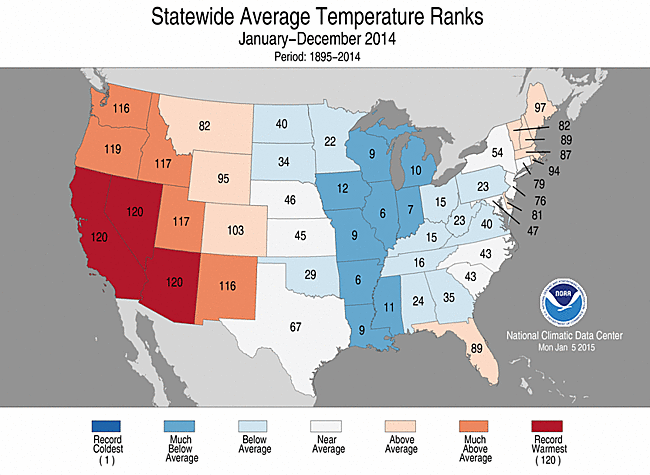 Statewide Average Temperature Ranks
January–December 2014
Period: 1895–2014
116
82
40
22
97
119
117
95
34
9
10
54
82
89
87
94
79
76
81
47
120
120
117
103
46
45
12
6
7
15
23
23
40
9
15
16
43
43
120
116
29
6
11
24
35
67
9
89
NOAA
National Climatic Data Center
Mon Jan 5 2015
Record
Coldest
( 1 )
Much
Below
Average
Below
Average
Near
Average
Above
Average
Much
Above
Average
Record
Warmest
( 120 )